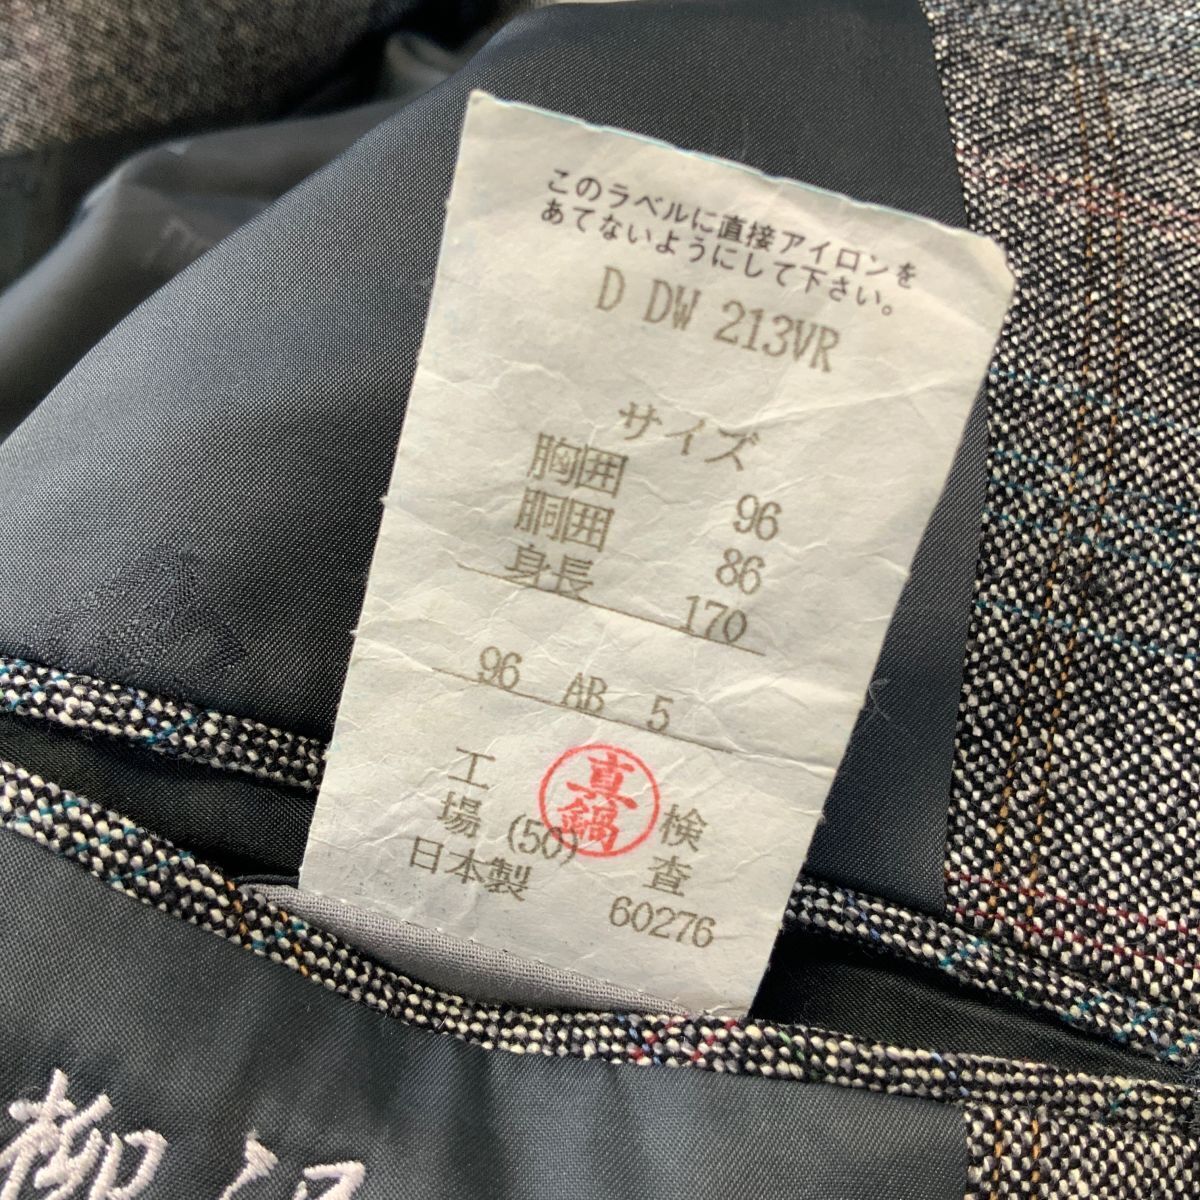 このラベルに直接アイロンを
あてないようにして下さい。
D DW 213VR
サイズ
胸囲 96
胴囲 86
身長 170
96 AB 5
工場 (50) 真鍋 検査
日本製 60276
柳